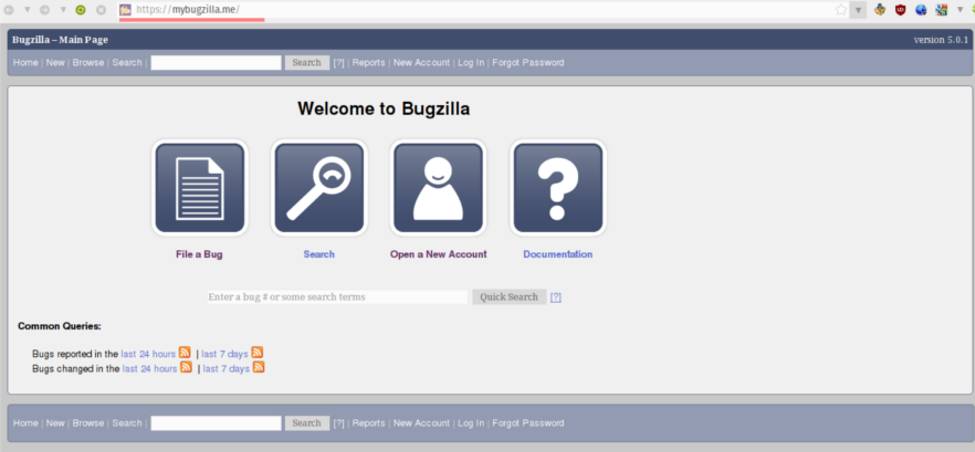 https://mybugzilla.me/
Bugzilla – Main Page version 5.0.1
Home | New | Browse | Search | Search [?] | Reports | New Account | Log In | Forgot Password
Welcome to Bugzilla
File a Bug Search Open a New Account Documentation
Enter a bug # or some search terms Quick Search [?]
Common Queries:
Bugs reported in the last 24 hours | last 7 days
Bugs changed in the last 24 hours | last 7 days
Home | New | Browse | Search | Search [?] | Reports | New Account | Log In | Forgot Password